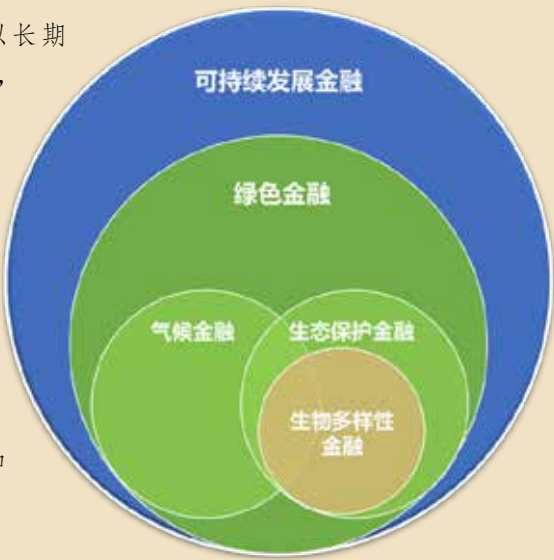 以长期
，
可持续发展金融
绿色金融
气候金融
生态保护金融
生物多样性
金融